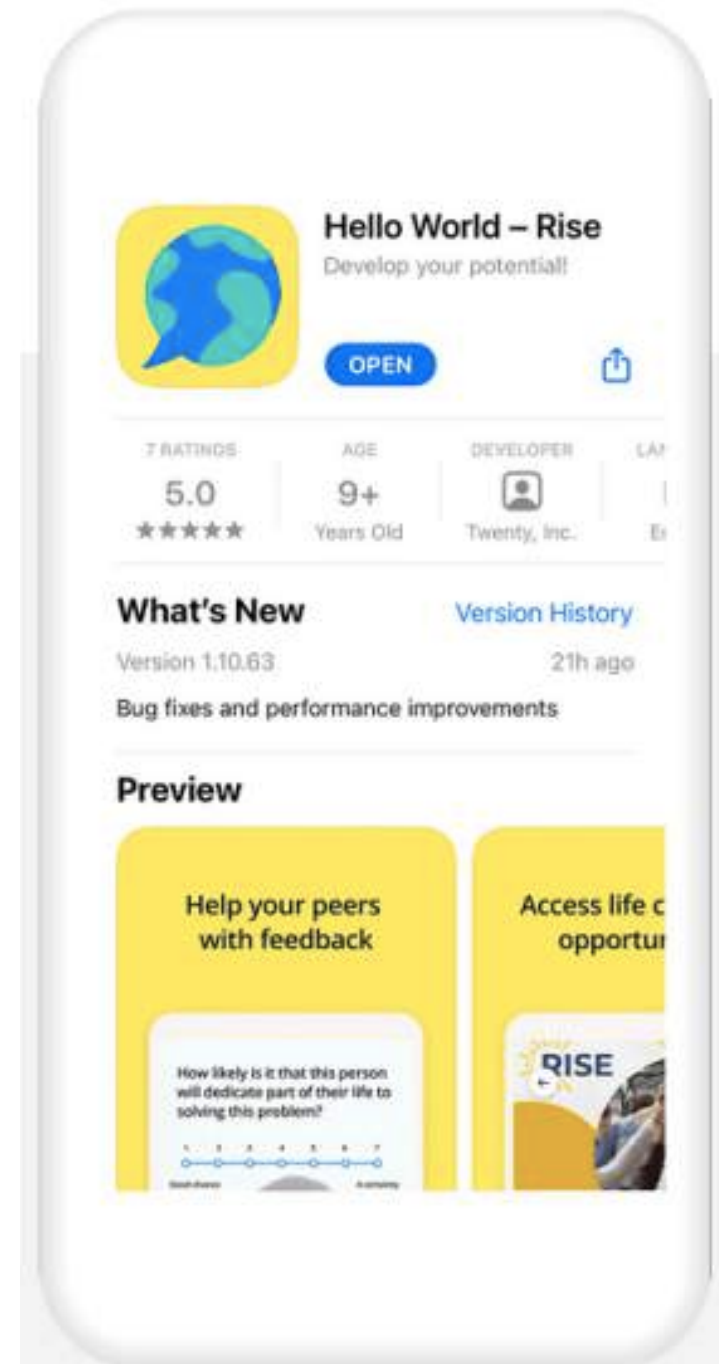 Hello World – Rise
Develop your potential!
OPEN
7 RATINGS
AGE
DEVELOPER
5.0
9+
Years Old
Twenty, Inc.
What's New
Version History
Version 1.10.63
21h ago
Bug fixes and performance improvements
Preview
Help your peers
with feedback
Access life c
opportu
How likely is it that this person
will dedicate part of their life to
solving this problem?
1 2 3 4 5 6 7
RISE